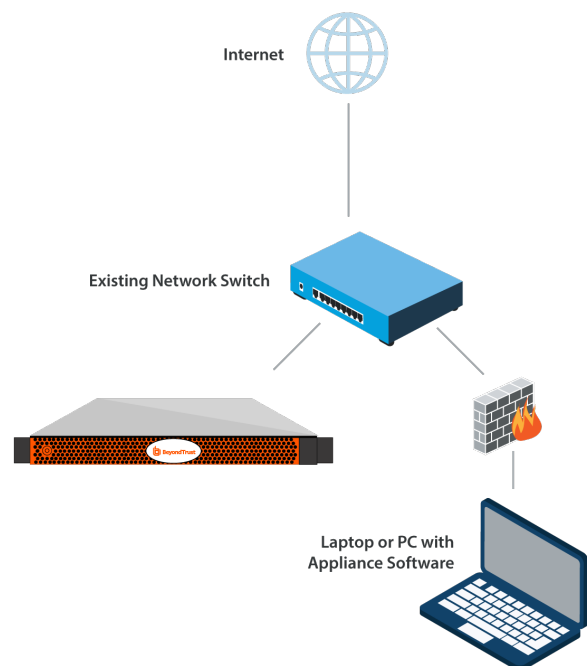 Internet
Existing Network Switch
BeyondTrust
Laptop or PC with
Appliance Software